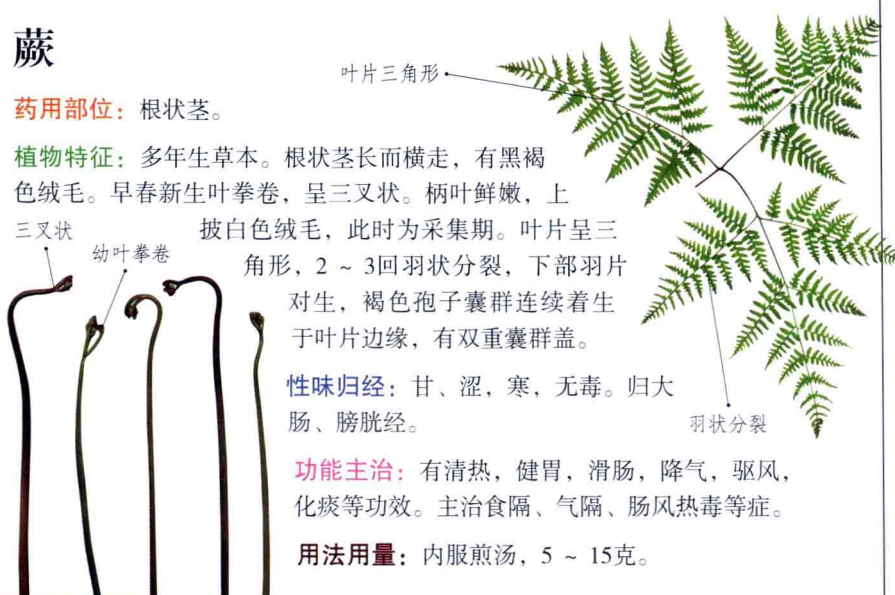 蕨
叶片三角形
药用部位：根状茎。
植物特征：多年生草本。根状茎长而横走，有黑褐
色绒毛。早春新生叶拳卷，呈三叉状。柄叶鲜嫩，上
披白色绒毛，此时为采集期。叶片呈三
角形，2 ~ 3回羽状分裂，下部羽片
对生，褐色孢子囊群连续着生
于叶片边缘，有双重囊群盖。
三叉状
幼叶拳卷
性味归经：甘、涩，寒，无毒。归大
肠、膀胱经。
羽状分裂
功能主治：有清热，健胃，滑肠，降气，驱风，
化痰等功效。主治食隔、气隔、肠风热毒等症。
用法用量：内服煎汤，5 ~ 15克。